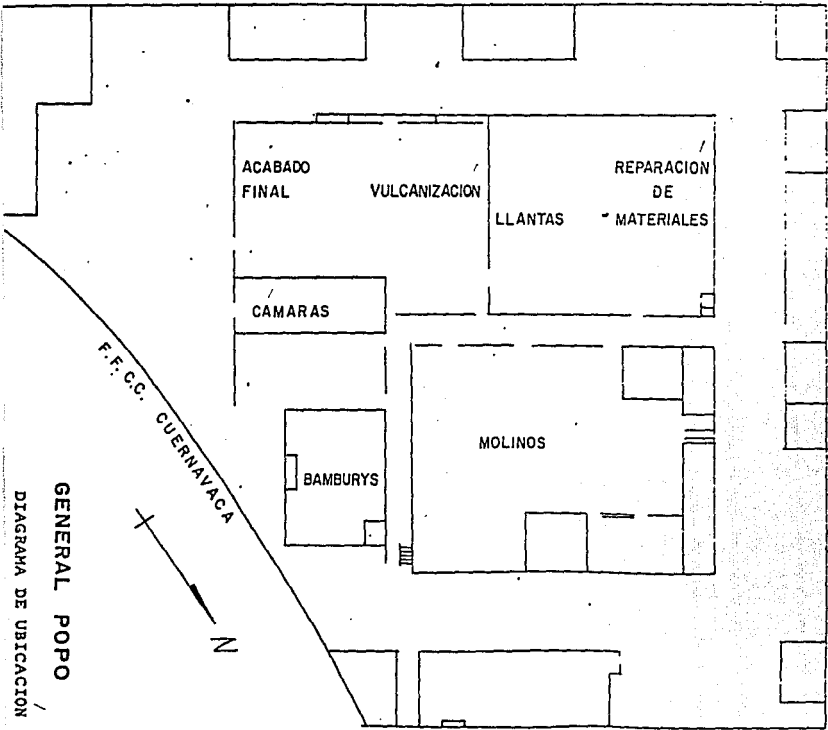 ACABADO
FINAL
VULCANIZACION
LLANTAS
REPARACION
DE
MATERIALES
CAMARAS
F.F.C.C. CUERNAVACA
MOLINOS
BAMBURYS
N
GENERAL POPO
DIAGRAMA DE UBICACION